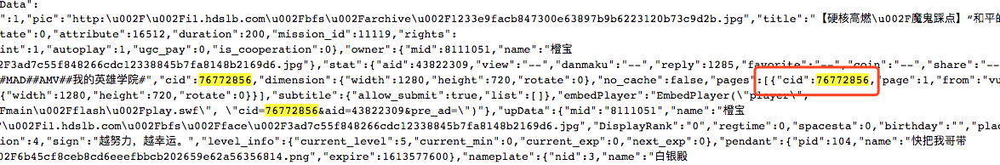 Data":
":1,"pic":"http:\u002F\u002Fi1.hdslb.com\u002Fbfs\u002Farchive\u002F1233e9facb847300e63897b9b6223120b73c9d2b.jpg","title":"【硬核高燃\u002F魔鬼踩点】“和平的
tate":0,"attribute":16512,"duration":200,"mission_id":11119,"rights":
int":1,"autoplay":1,"ugc_pay":0,"is_cooperation":0},"owner":{"mid":8111051,"name":"橙宝
2F3ad7c55f848266cdc12338845b7fa8148b2169d6.jpg"},"stat":{"aid":43822309,"view":"--","danmaku":"--","reply":1285,"favorite":"--","coin":"--","share":"--
#MAD##AMV##我的英雄学院#","cid":76772856,"dimension":{"width":1280,"height":720,"rotate":0},"no_cache":false,"pages":[{"cid":76772856,"page":1,"from":"vu
{"width":1280,"height":720,"rotate":0}}],"subtitle":{"allow_submit":true,"list":[]},"embedPlayer":"EmbedPlayer(\"player\",
Fmain\u002Fflash\u002Fplay.swf\", \"cid=76772856&aid=43822309&pre_ad=\")"},"upData":{"mid":"8111051","name":"橙宝
?\u002F\u002Fi1.hdslb.com\u002Fbfs\u002Fface\u002F3ad7c55f848266cdc12338845b7fa8148b2169d6.jpg","DisplayRank":"0","regtime":0,"spacesta":0,"birthday":"","plac
ion":4,"sign":"越努力，越幸运。","level_info":{"current_level":5,"current_min":0,"current_exp":0,"next_exp":0},"pendant":{"pid":104,"name":"快把我哥带
02F6b45cf8ceb8cd6eeefbbcb202659e62a56356814.png","expire":1613577600},"nameplate":{"nid":3,"name":"白银殿